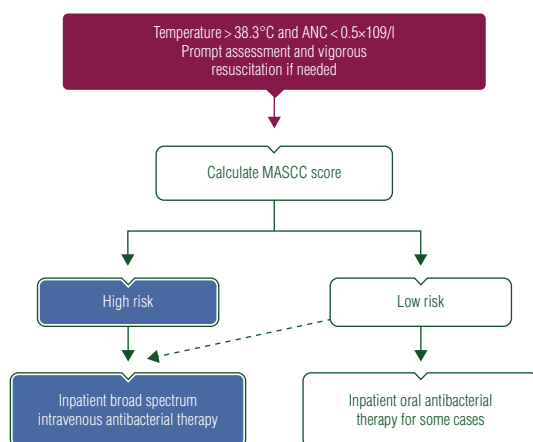 Temperature > 38.3°C and ANC < 0.5×109/l
Prompt assessment and vigorous
resuscitation if needed
Calculate MASCC score
High risk
Low risk
Inpatient broad spectrum
intravenous antibacterial therapy
Inpatient oral antibacterial
therapy for some cases